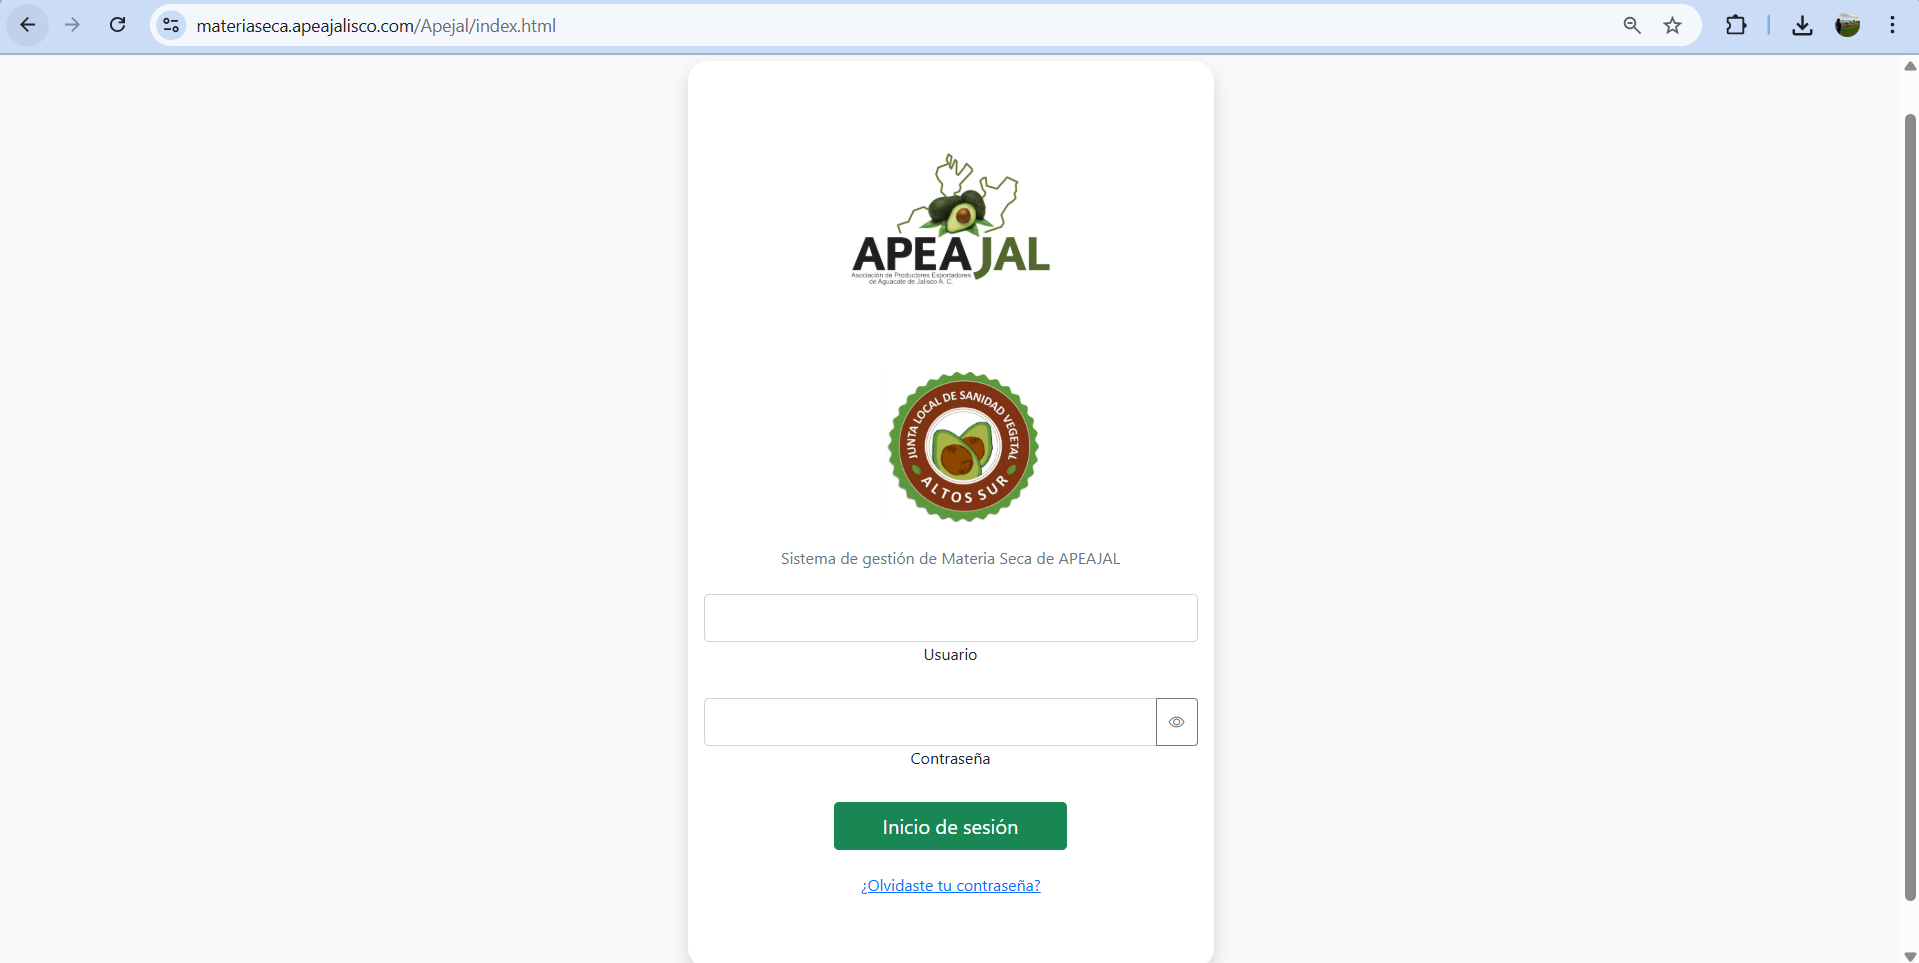 materiaseca.apeajalisco.com/Apejal/index.html
APEAJAL
Asociación de Productores Exportadores
de Aguacate de Jalisco A. C.
JUNTA LOCAL DE SANIDAD VEGETAL
ALTOS SUR
Sistema de gestión de Materia Seca de APEAJAL
Usuario
Contraseña
Inicio de sesión
¿Olvidaste tu contraseña?